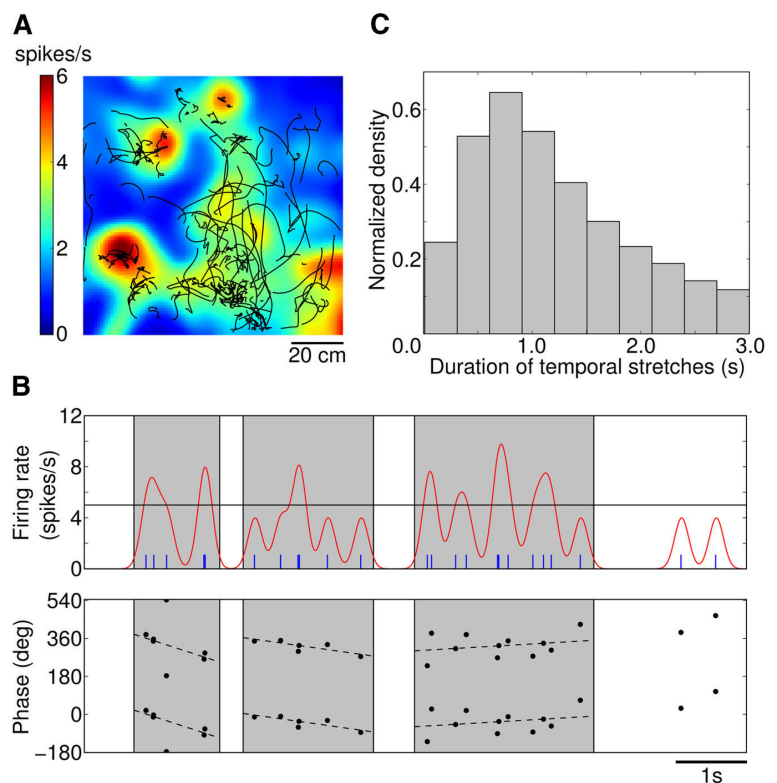 A
spikes/s
6
4
2
0
20 cm
C
Normalized density
0.6
0.4
0.2
0.0
1.0
2.0
3.0
Duration of temporal stretches (s)
B
Firing rate
(spikes/s)
12
8
4
0
Phase (deg)
540
360
180
0
−180
1s